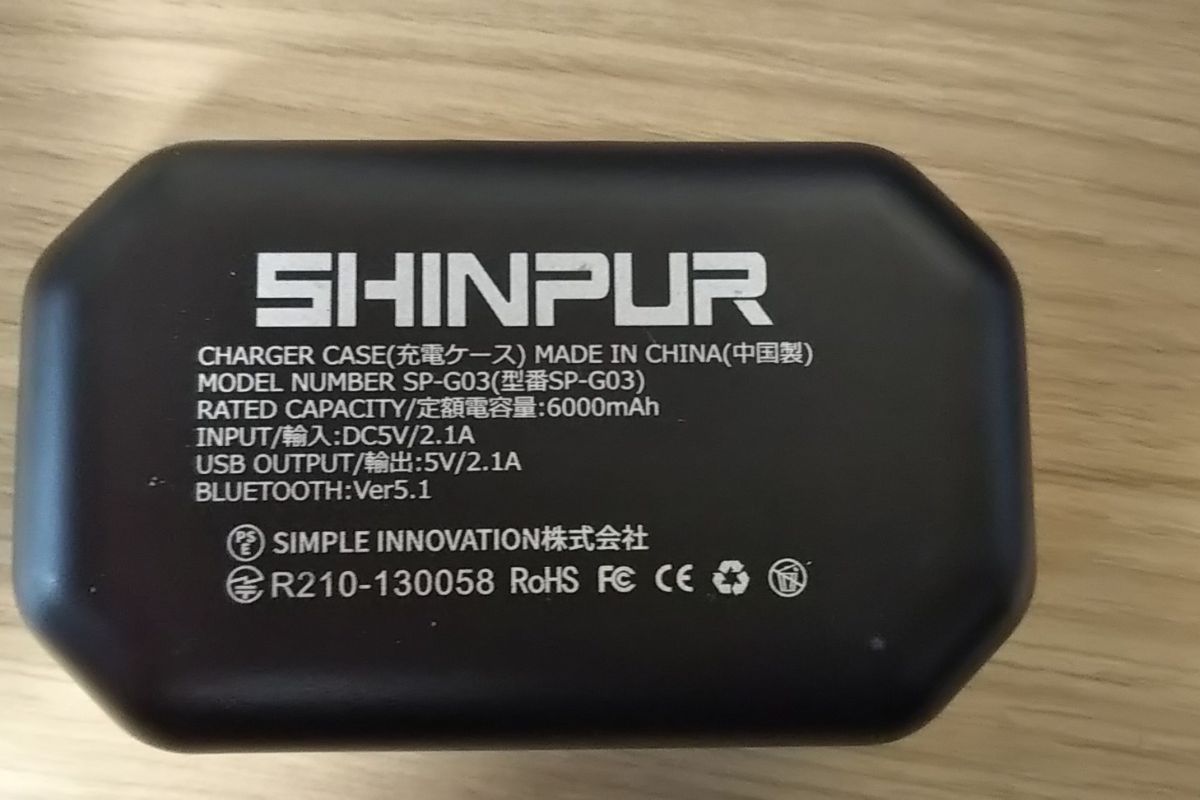 SHINPUR
CHARGER CASE(充電ケース) MADE IN CHINA(中国製)
MODEL NUMBER SP-G03(型番SP-G03)
RATED CAPACITY/定額電容量:6000mAh
INPUT/輸入:DC5V/2.1A
USB OUTPUT/輸出:5V/2.1A
BLUETOOTH:Ver5.1
PSE SIMPLE INNOVATION株式会社
R210-130058 RoHS FC CE